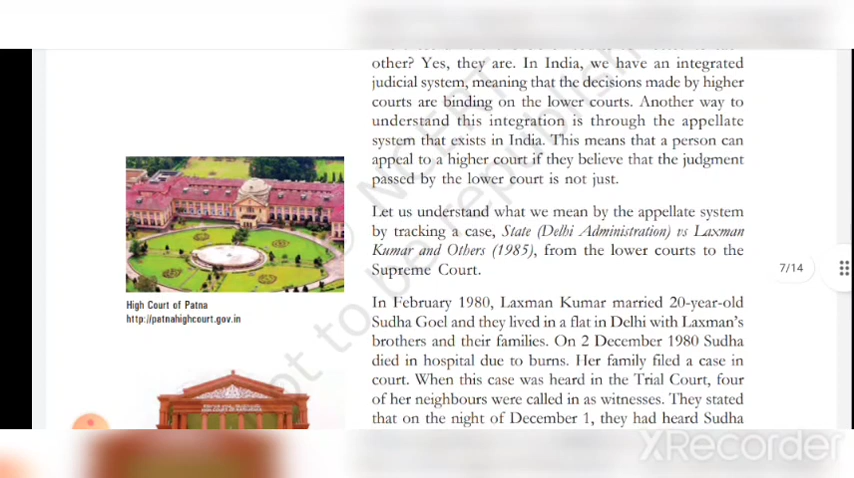 other? Yes, they are. In India, we have an integrated
judicial system, meaning that the decisions made by higher
courts are binding on the lower courts. Another way to
understand this integration is through the appellate
system that exists in India. This means that a person can
appeal to a higher court if they believe that the judgment
passed by the lower court is not just.
Let us understand what we mean by the appellate system
by tracking a case, State (Delhi Administration) vs Laxman
Kumar and Others (1985), from the lower courts to the
Supreme Court.
In February 1980, Laxman Kumar married 20-year-old
Sudha Goel and they lived in a flat in Delhi with Laxman's
brothers and their families. On 2 December 1980 Sudha
died in hospital due to burns. Her family filed a case in
court. When this case was heard in the Trial Court, four
of her neighbours were called in as witnesses. They stated
that on the night of December 1, they had heard Sudha
High Court of Patna
http://patnahighcourt.gov.in
7/14
© NCERT
not to be republished
XRecorder